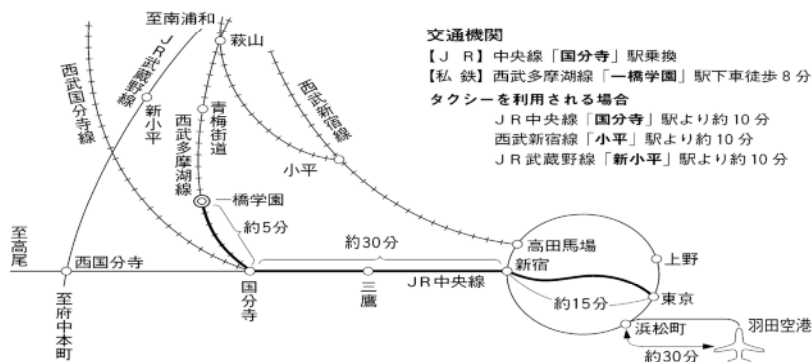 至南浦和
JR武蔵野線
萩山
西武国分寺線
新小平
青梅街道
西武多摩湖線
西武新宿線
小平
一橋学園
約5分
至高尾
西国分寺
至府中本町
国分寺
約30分
三鷹
JR中央線
高田馬場
新宿
上野
約15分
東京
浜松町
羽田空港
約30分
交通機関
【JR】中央線「国分寺」駅乗換
【私鉄】西武多摩湖線「一橋学園」駅下車徒歩8分
タクシーを利用される場合
JR中央線「国分寺」駅より約10分
西武新宿線「小平」駅より約10分
JR武蔵野線「新小平」駅より約10分